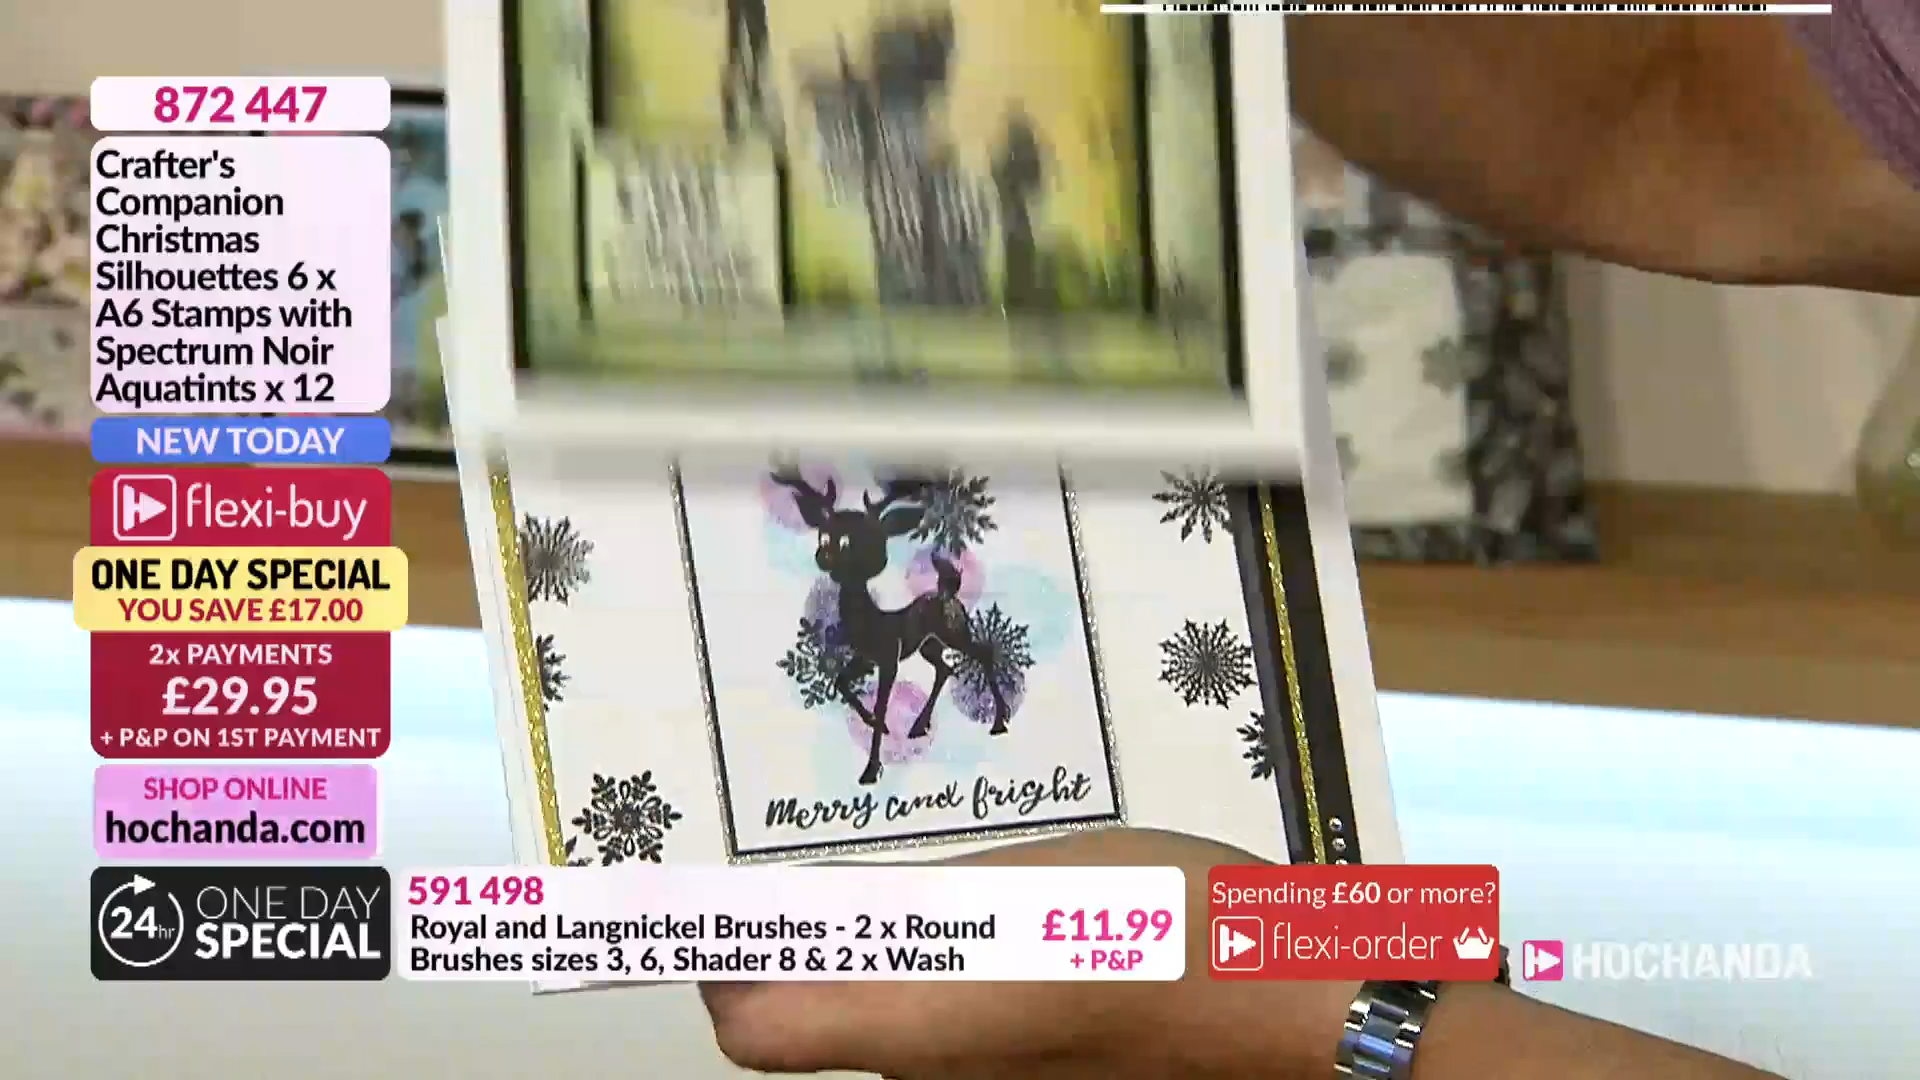 872 447
Crafter's
Companion
Christmas
Silhouettes 6 x
A6 Stamps with
Spectrum Noir
Aquatints x 12
NEW TODAY
flexi-buy
ONE DAY SPECIAL
YOU SAVE £17.00
2x PAYMENTS
£29.95
+ P&P ON 1ST PAYMENT
SHOP ONLINE
hochanda.com
24hr
ONE DAY
SPECIAL
merry and bright
591 498
Royal and Langnickel Brushes - 2 x Round
Brushes sizes 3, 6, Shader 8 & 2 x Wash
£11.99
+ P&P
Spending £60 or more?
flexi-order
HOCHANDA